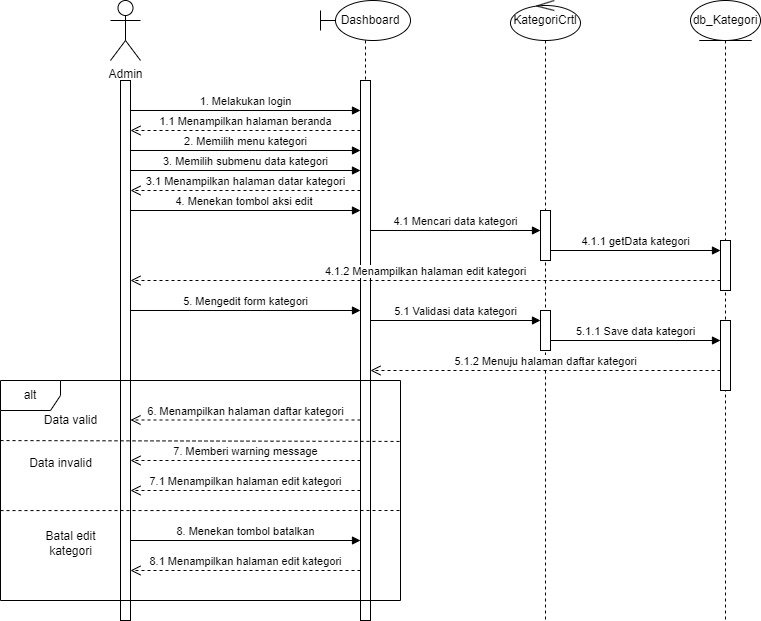 Dashboard
KategoriCrtl
db_Kategori
Admin
1. Melakukan login
1.1 Menampilkan halaman beranda
2. Memilih menu kategori
3. Memilih submenu data kategori
3.1 Menampilkan halaman datar kategori
4. Menekan tombol aksi edit
4.1 Mencari data kategori
4.1.1 getData kategori
4.1.2 Menampilkan halaman edit kategori
5. Mengedit form kategori
5.1 Validasi data kategori
5.1.1 Save data kategori
5.1.2 Menuju halaman daftar kategori
alt
Data valid
6. Menampilkan halaman daftar kategori
Data invalid
7. Memberi warning message
7.1 Menampilkan halaman edit kategori
Batal edit
kategori
8. Menekan tombol batalkan
8.1 Menampilkan halaman edit kategori